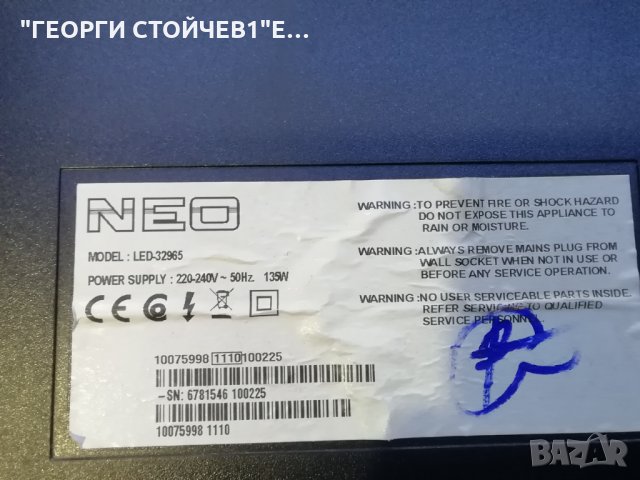 "ГЕОРГИ СТОЙЧЕВ1"Е...
NEO
MODEL : LED-32965
POWER SUPPLY : 220-240V ~ 50Hz. 135W
WARNING :TO PREVENT FIRE OR SHOCK HAZARD
DO NOT EXPOSE THIS APPLIANCE TO
RAIN OR MOISTURE.
WARNING :ALWAYS REMOVE MAINS PLUG FROM
WALL SOCKET WHEN NOT IN USE OR
BEFORE ANY SERVICE OPERATION.
WARNING :NO USER SERVICEABLE PARTS INSIDE
REFER SERVICING TO QUALIFIED
SERVICE PERSONNEL.
10075998 1110 100225
-SN: 6781546 100225
10075998 1110
BAZAR